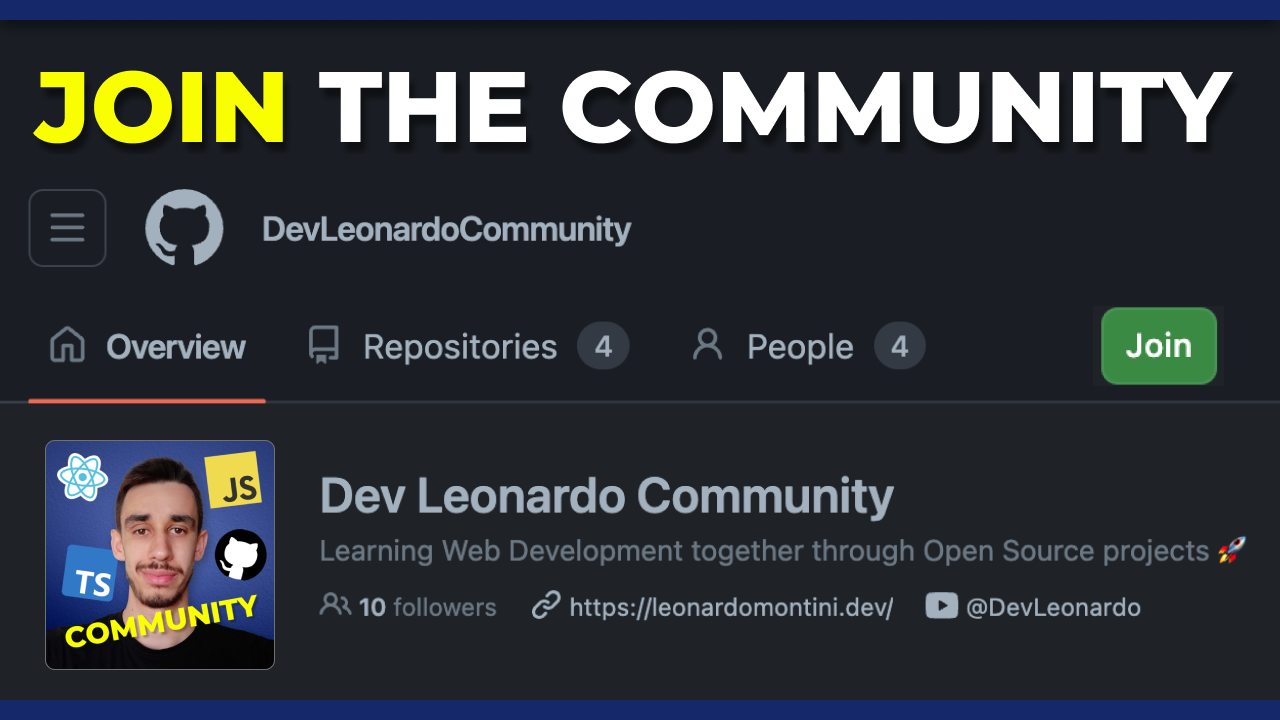 JOIN THE COMMUNITY
DevLeonardoCommunity
Overview Repositories 4 People 4 Join
JS
TS
COMMUNITY
Dev Leonardo Community
Learning Web Development together through Open Source projects 🚀
10 followers https://leonardomontini.dev/ @DevLeonardo